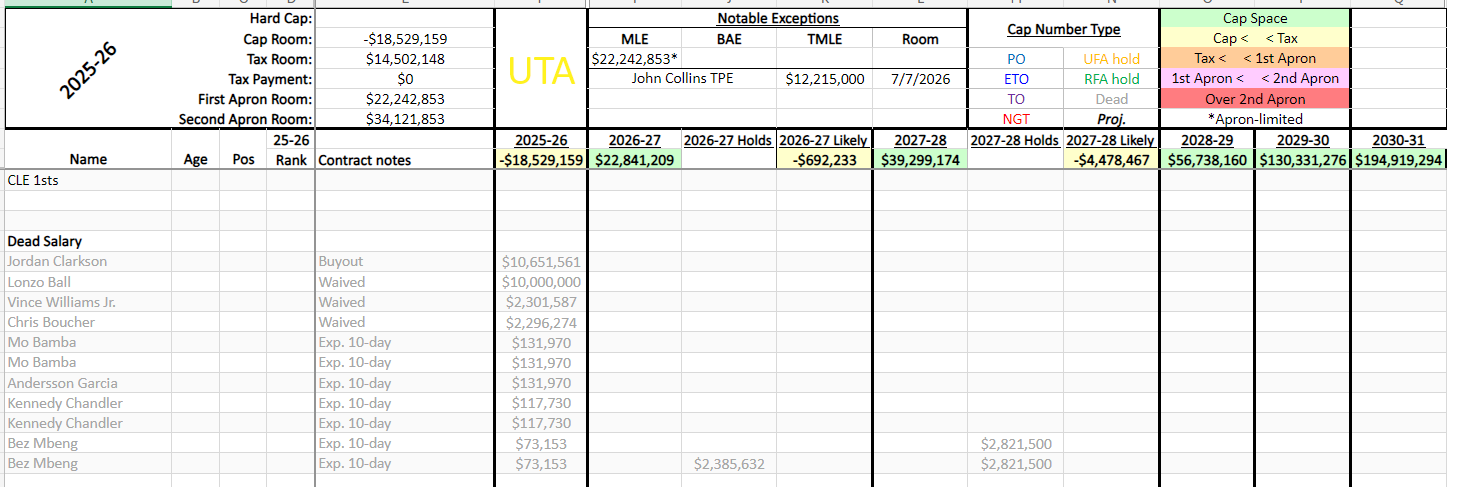 2025-26
Hard Cap:
Cap Room: -$18,529,159
Tax Room: $14,502,148
Tax Payment: $0
First Apron Room: $22,242,853
Second Apron Room: $34,121,853
UTA
Notable Exceptions
MLE BAE TMLE Room
$22,242,853*
John Collins TPE $12,215,000 7/7/2026
Cap Number Type
PO UFA hold
ETO RFA hold
TO Dead
NGT Proj.
Cap Space
Cap < < Tax
Tax < < 1st Apron
1st Apron < < 2nd Apron
Over 2nd Apron
*Apron-limited
25-26 2025-26 2026-27 2026-27 Holds 2026-27 Likely 2027-28 2027-28 Holds 2027-28 Likely 2028-29 2029-30 2030-31
Name Age Pos Rank Contract notes -$18,529,159 $22,841,209 -$692,233 $39,299,174 -$4,478,467 $56,738,160 $130,331,276 $194,919,294
CLE 1sts
Dead Salary
Jordan Clarkson Buyout $10,651,561
Lonzo Ball Waived $10,000,000
Vince Williams Jr. Waived $2,301,587
Chris Boucher Waived $2,296,274
Mo Bamba Exp. 10-day $131,970
Mo Bamba Exp. 10-day $131,970
Andersson Garcia Exp. 10-day $131,970
Kennedy Chandler Exp. 10-day $117,730
Kennedy Chandler Exp. 10-day $117,730
Bez Mbeng Exp. 10-day $73,153 $2,821,500
Bez Mbeng Exp. 10-day $73,153 $2,385,632 $2,821,500